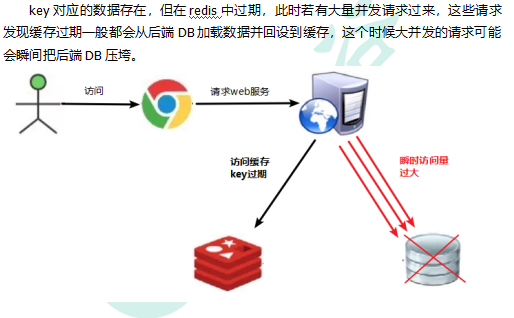 key 对应的数据存在，但在 redis 中过期，此时若有大量并发请求过来，这些请求
发现缓存过期一般都会从后端 DB 加载数据并回设到缓存，这个时候大并发的请求可能
会瞬间把后端 DB 压垮。
访问
请求web服务
访问缓存
key过期
瞬时访问量
过大